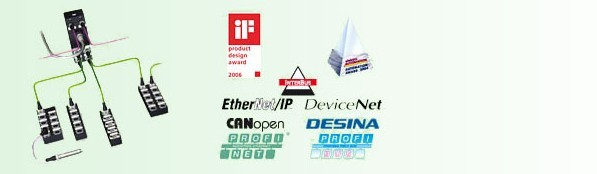 iF
product
design
award
2006
INTERBUS
EtherNet/IP
DeviceNet
CANopen
DESINA
PROFI
NET
PROFI
BUS